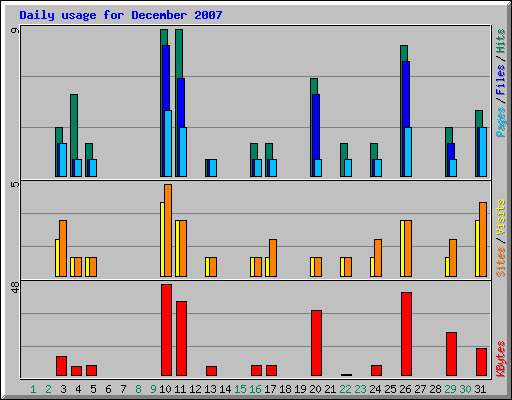 Daily usage for December 2007
9
Pages / Files / Hits
5
Sites / Visits
48
KBytes
1 2 3 4 5 6 7 8 9 10 11 12 13 14 15 16 17 18 19 20 21 22 23 24 25 26 27 28 29 30 31